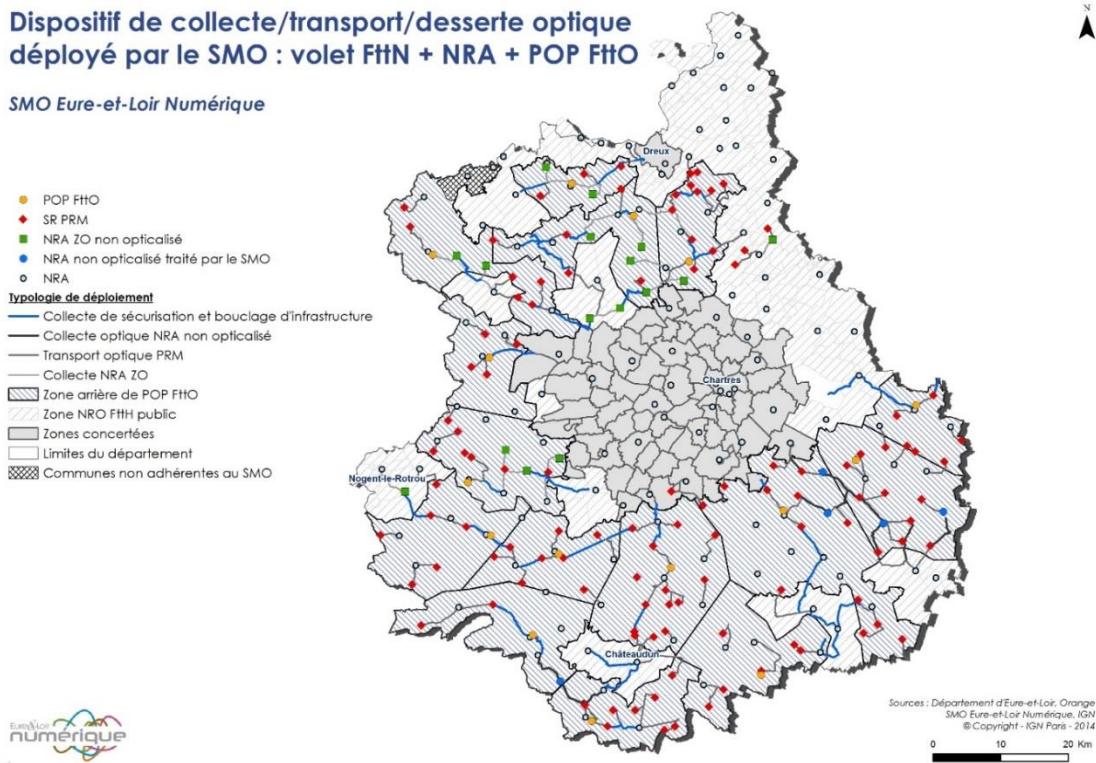 Dispositif de collecte/transport/desserte optique
déployé par le SMO : volet FttN + NRA + POP FttO
SMO Eure-et-Loir Numérique
N
POP FttO
SR PRM
NRA ZO non opticalisé
NRA non opticalisé traité par le SMO
NRA
Typologie de déploiement
Collecte de sécurisation et bouclage d'infrastructure
Collecte optique NRA non opticalisé
Transport optique PRM
Collecte NRA ZO
Zone arrière de POP FttO
Zone NRO FttH public
Zones concertées
Limites du département
Communes non adhérentes au SMO
Dreux
Chartres
Nogent-le-Rotrou
Châteaudun
Eure&Loir
numérique
Sources : Département d'Eure-et-Loir, Orange
SMO Eure-et-Loir Numérique, IGN
© Copyright - IGN Paris - 2014
0 10 20 Km